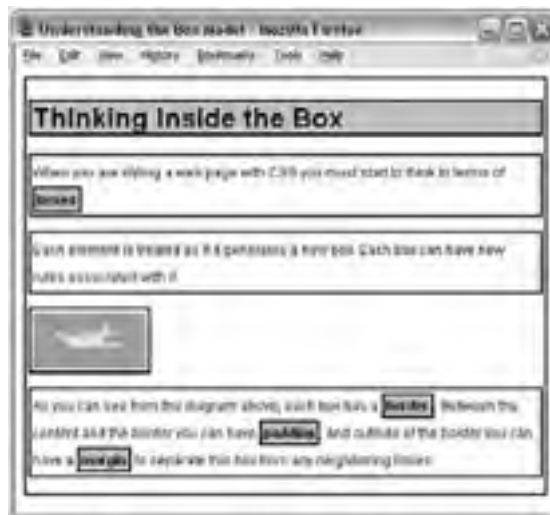 Understanding the Box model - Mozilla Firefox
File Edit View History Bookmarks Tools Help
Thinking Inside the Box
When you are styling a web page with CSS you must start to think in terms of
boxes
Each element is treated as if it generates a new box. Each box can have new
rules associated with it.
As you can see from the diagram above, each box has a border. Between the
content and the border you can have padding, and outside of the border you can
have a margin to separate this box from any neighboring boxes.